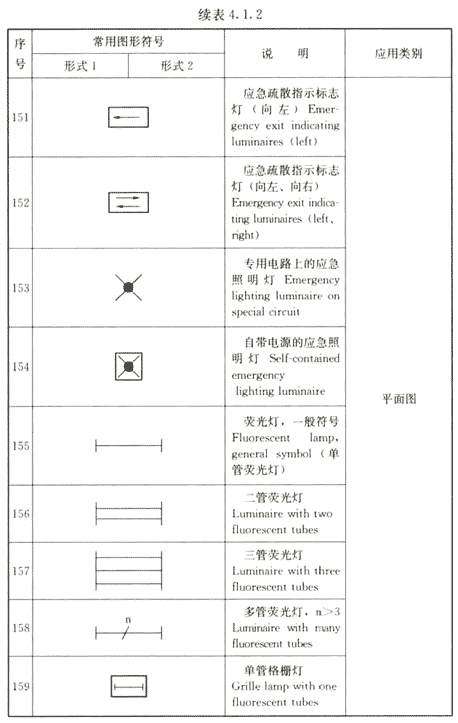 续表 4.1.2
序号
常用图形符号
形式 1
形式 2
说 明
应用类别
151
应急疏散指示标志
灯（向左）Emer-
gency exit indicating
luminaires（left）
152
应急疏散指示标志
灯（向左、向右）
Emergency exit indica-
ting luminaires（left、
right）
153
专用电路上的应急
照明灯 Emergency
lighting luminaire on
special circuit
154
自带电源的应急照
明灯 Self-contained
emergency
lighting luminaire
155
荧光灯，一般符号
Fluorescent lamp,
general symbol（单
管荧光灯）
156
二管荧光灯
Luminaire with two
fluorescent tubes
157
三管荧光灯
Luminaire with three
fluorescent tubes
158
n
多管荧光灯，n>3
Luminaire with many
fluorescent tubes
159
单管格栅灯
Grille lamp with one
fluorescent tubes
平面图